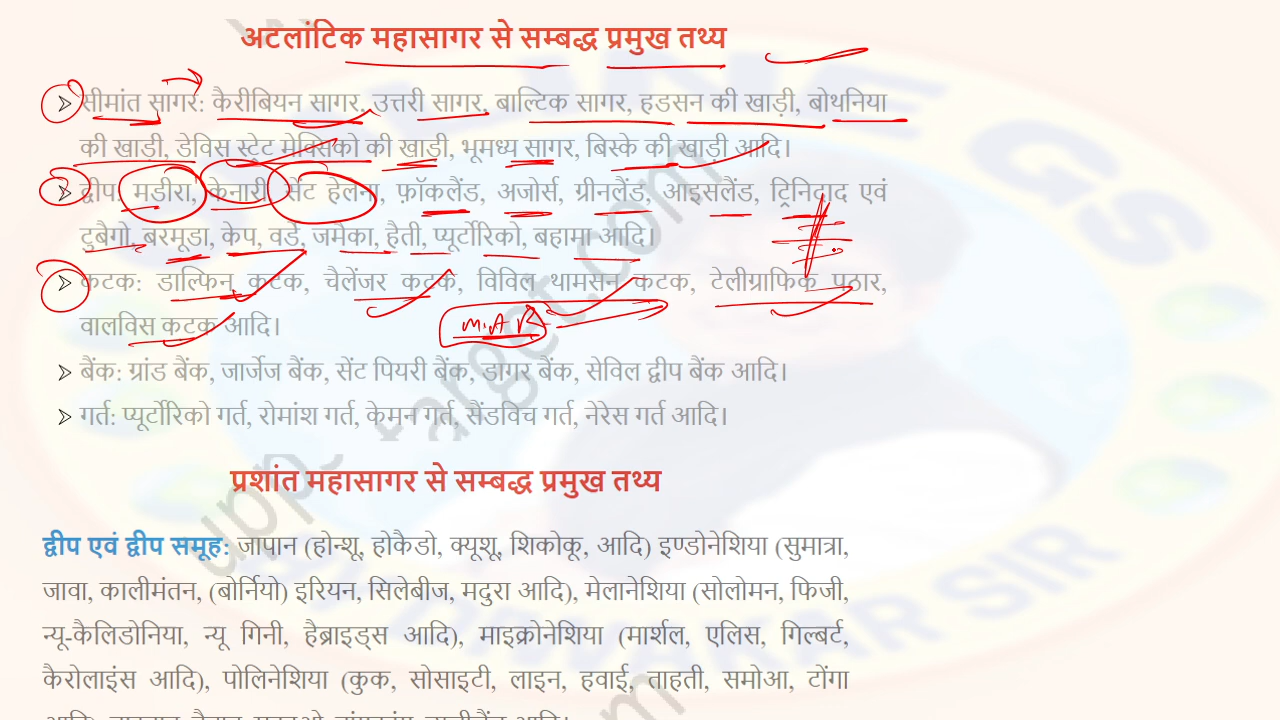 अटलांटिक महासागर से सम्बद्ध प्रमुख तथ्य
➢ सीमांत सागर: कैरीबियन सागर, उत्तरी सागर, बाल्टिक सागर, हडसन की खाड़ी, बोथनिया
की खाड़ी, डेविस स्ट्रेट मेक्सिको की खाड़ी, भूमध्य सागर, बिस्के की खाड़ी आदि।
➢ द्वीप: मडीरा, केनारी, सेंट हेलेना, फ़ॉकलैंड, अजोर्स, ग्रीनलैंड, आइसलैंड, ट्रिनिदाद एवं
टुबैगो, बरमूडा, केप, वर्डे, जमैका, हैती, प्यूर्टोरिको, बहामा आदि।
➢ कटक: डाल्फिन कटक, चैलेंजर कटक, विविल थामसन कटक, टेलीग्राफिक पठार,
वालविस कटक आदि।
M.A.R
➢ बैंक: ग्रांड बैंक, जार्जेज बैंक, सेंट पियरी बैंक, डोगर बैंक, सेविल द्वीप बैंक आदि।
➢ गर्त: प्यूर्टोरिको गर्त, रोमांश गर्त, केमन गर्त, सैंडविच गर्त, नेरेस गर्त आदि।
प्रशांत महासागर से सम्बद्ध प्रमुख तथ्य
द्वीप एवं द्वीप समूह: जापान (होन्शू, होकैडो, क्यूशू, शिकोकू, आदि) इण्डोनेशिया (सुमात्रा,
जावा, कालीमंतन, (बोर्नियो) इरियन, सिलेबीज, मदुरा आदि), मेलानेशिया (सोलोमन, फिजी,
न्यू-कैलिडोनिया, न्यू गिनी, हैब्राइड्स आदि), माइक्रोनेशिया (मार्शल, एलिस, गिल्बर्ट,
कैरोलाइंस आदि), पोलिनेशिया (कुक, सोसाइटी, लाइन, हवाई, ताहती, समोआ, टोंगा